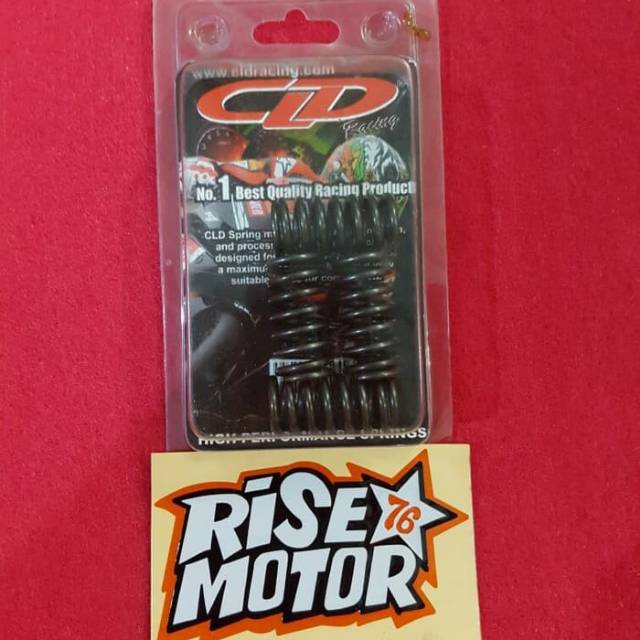 www.cldracing.com
CLD
Racing
No. 1 Best Quality Racing Product
CLD Spring
and process
designed for
a maximum
suitable
HIGH PERFORMANCE SPRINGS
RiSE
76
MOTOR